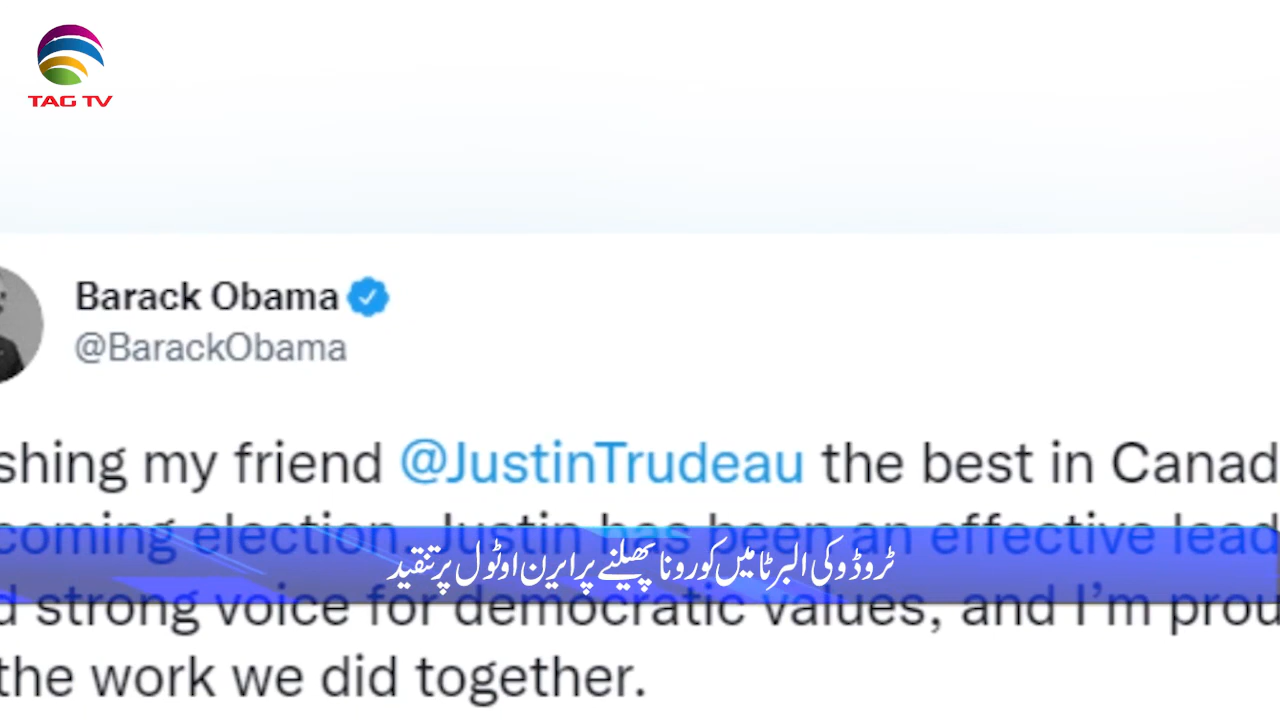 TAG TV
Barack Obama
@BarackObama
shing my friend @JustinTrudeau the best in Canad
coming election. Justin has been an effective lead
d strong voice for democratic values, and I'm prou
ٹروڈو کی البرٹا میں کورونا پھیلنے پر ایرن اوٹول پر تنقید
the work we did together.